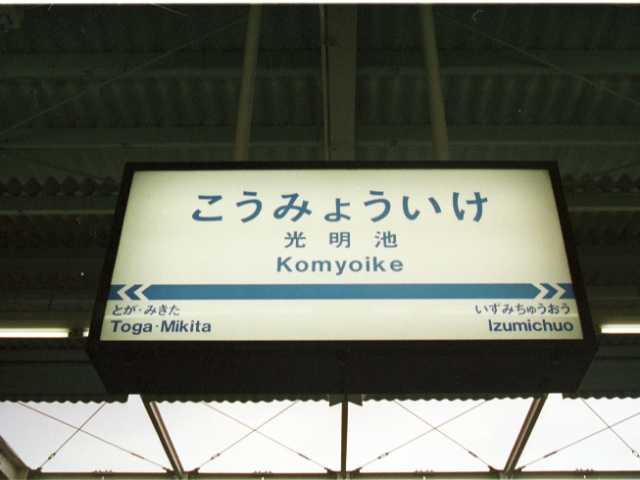 こうみょういけ
光明池
Komyoike
とが・みきた
Toga・Mikita
いずみちゅうおう
Izumichuo